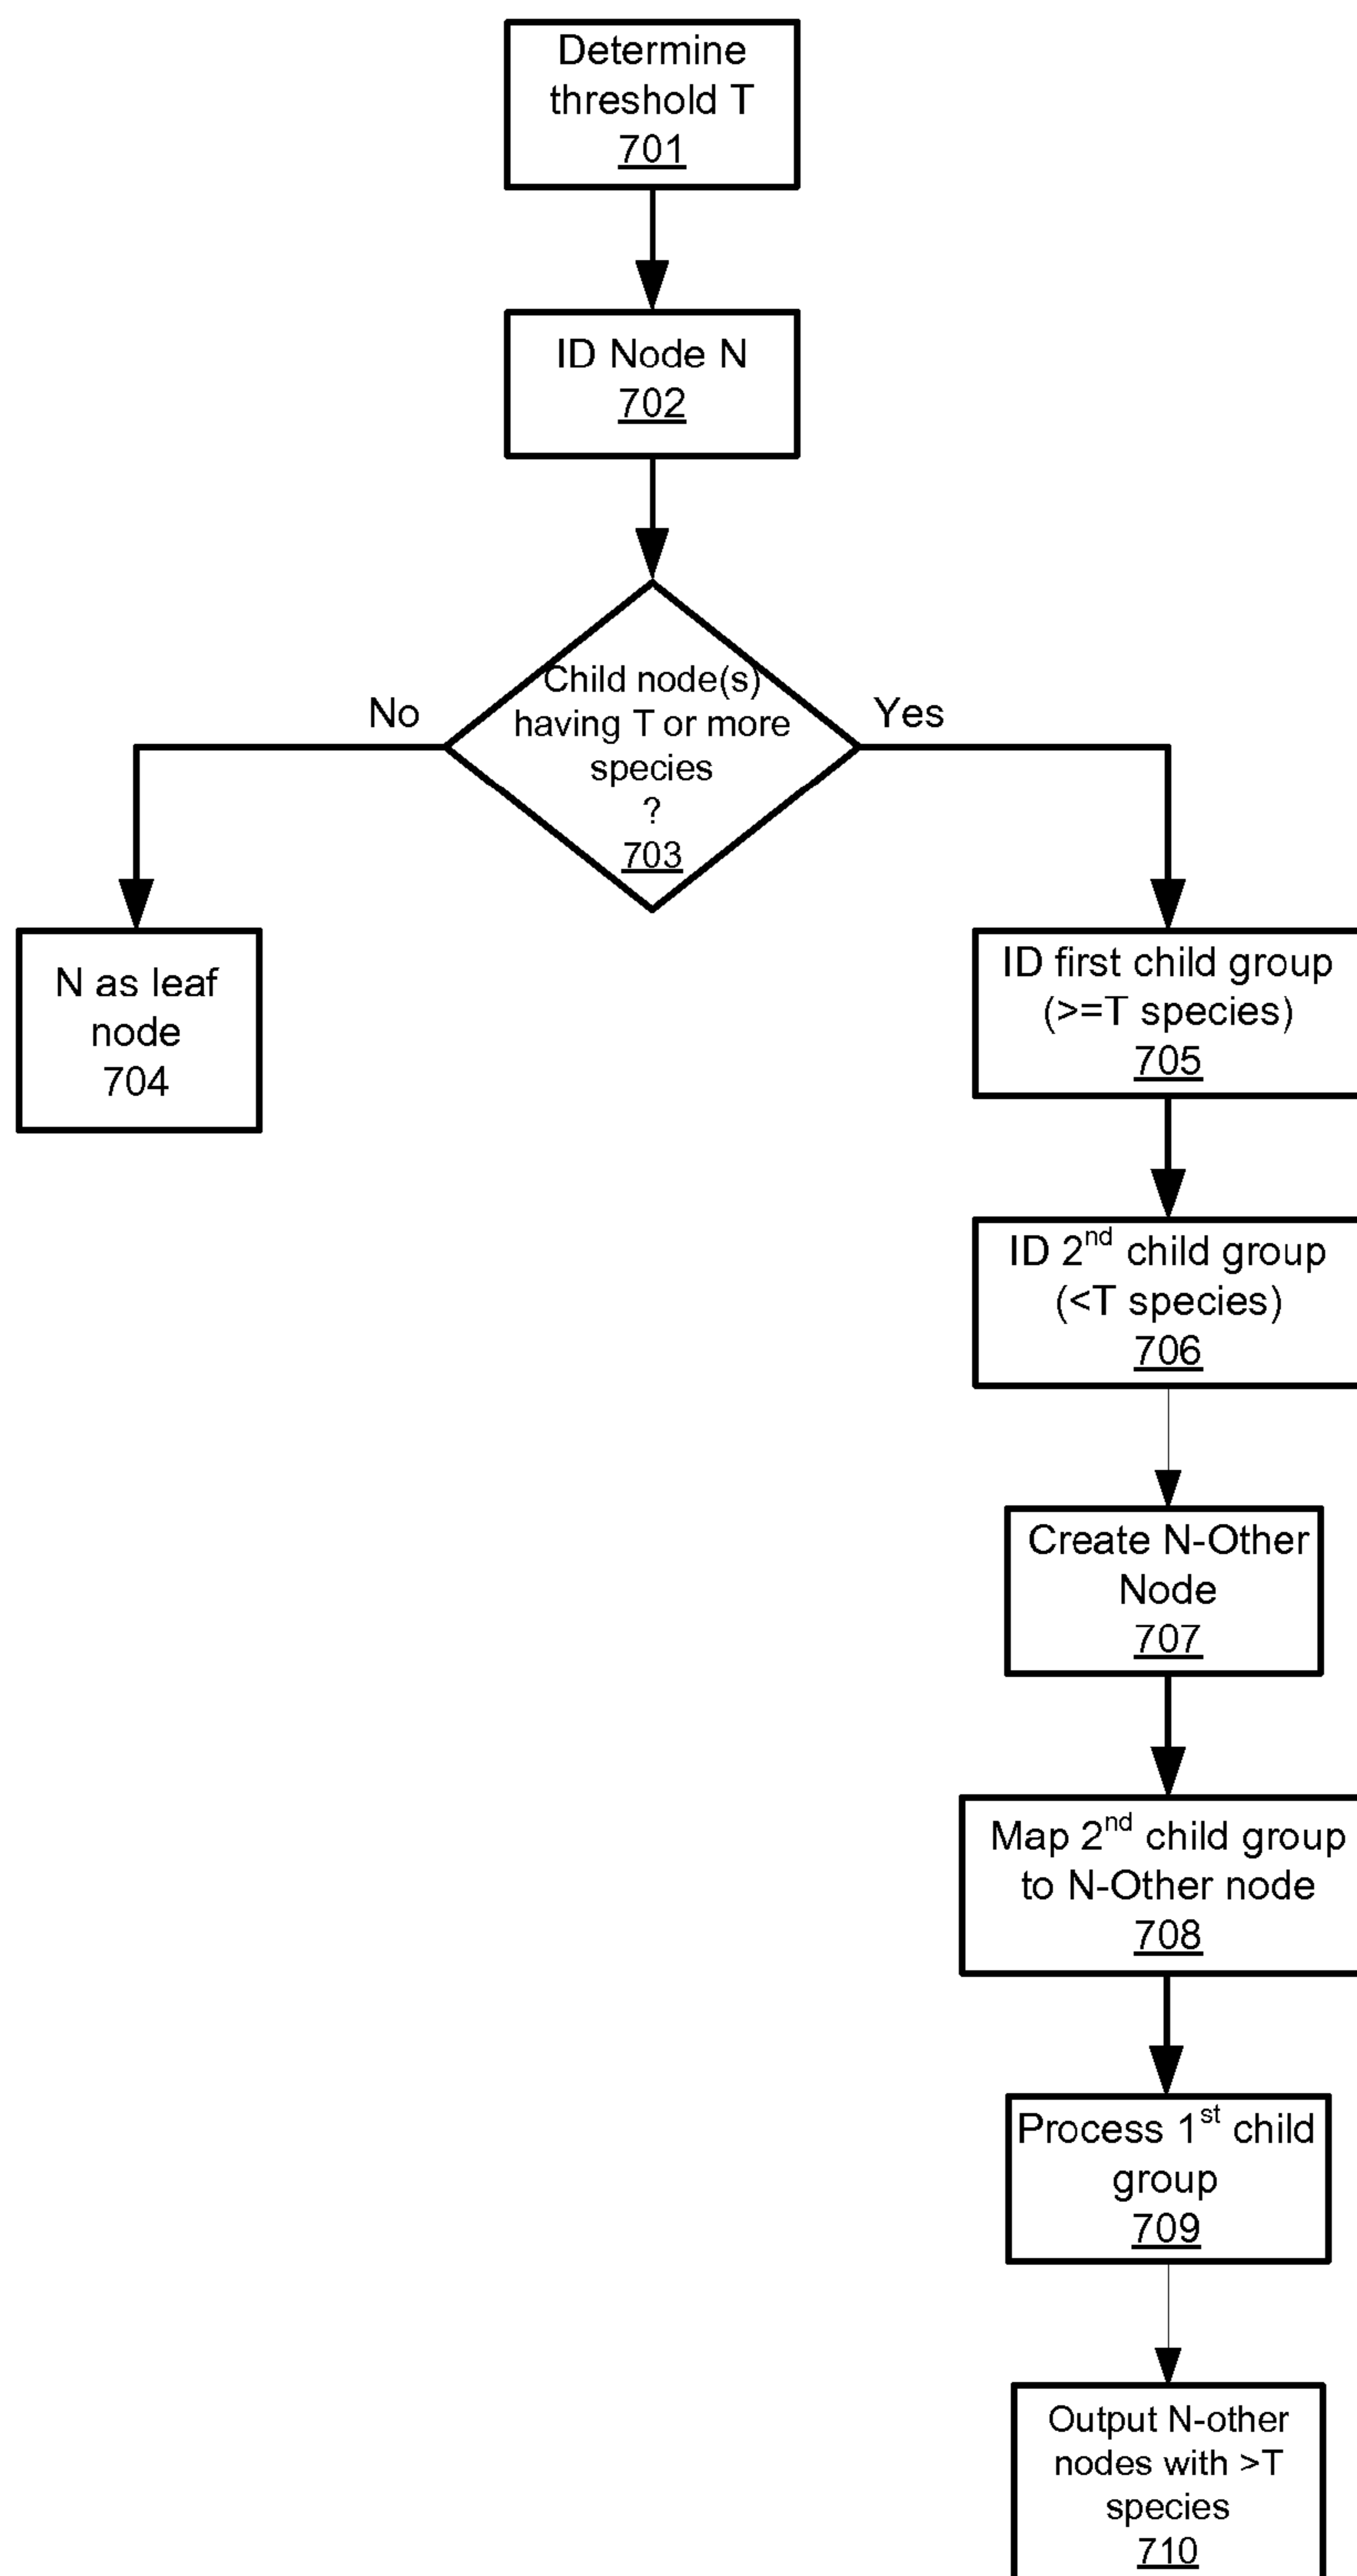 Determine
threshold T
701
ID Node N
702
Child node(s)
having T or more
species
?
703
No
Yes
N as leaf
node
704
ID first child group
(>=T species)
705
ID 2nd child group
(<T species)
706
Create N-Other
Node
707
Map 2nd child group
to N-Other node
708
Process 1st child
group
709
Output N-other
nodes with >T
species
710